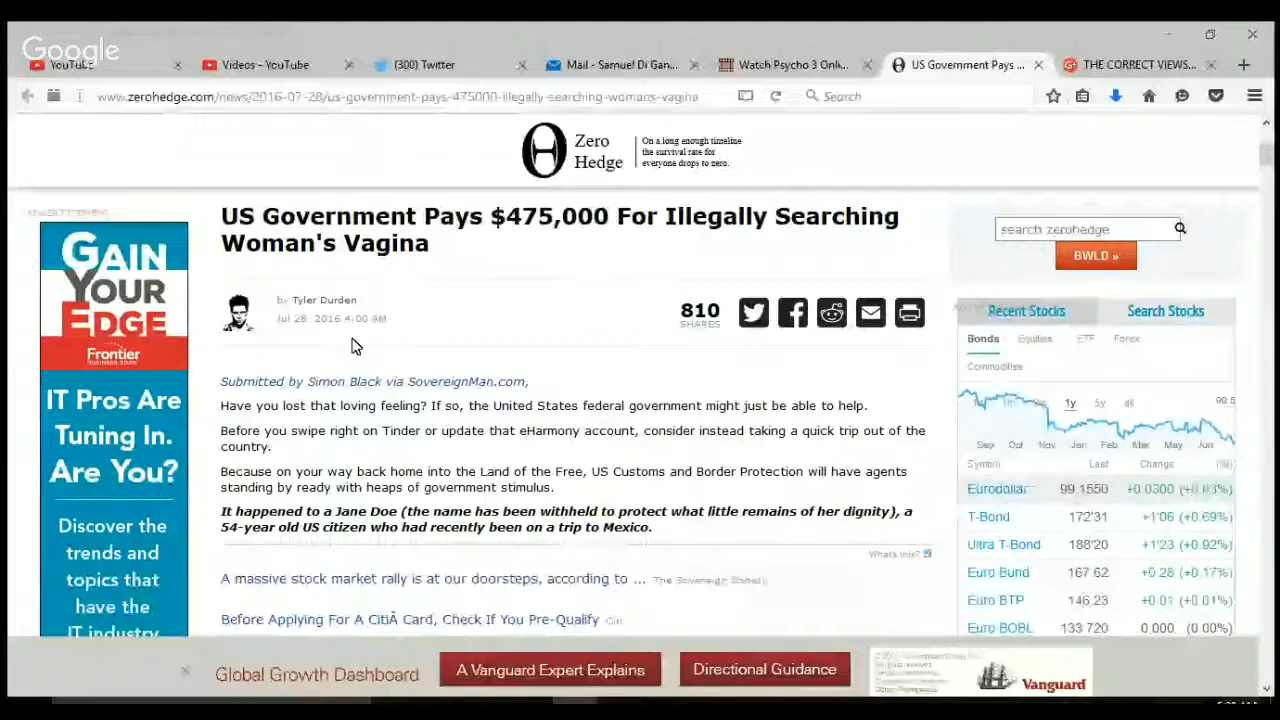 Google
YouTube
Videos - YouTube
(300) Twitter
Mail - Samuel Di Gan...
Watch Psycho 3 Onli...
US Government Pays ...
THE CORRECT VIEWS...
www.zerohedge.com/news/2016-07-28/us-government-pays-475000-illegally-searching-womans-vagina
Search
Zero
Hedge
On a long enough timeline
the survival rate for
everyone drops to zero.
US Government Pays $475,000 For Illegally Searching
Woman's Vagina
search zerohedge
BWLD »
by Tyler Durden
Jul 28, 2016 4:00 AM
810
SHARES
Submitted by Simon Black via SovereignMan.com,
Have you lost that loving feeling? If so, the United States federal government might just be able to help.
Before you swipe right on Tinder or update that eHarmony account, consider instead taking a quick trip out of the
country.
Because on your way back home into the Land of the Free, US Customs and Border Protection will have agents
standing by ready with heaps of government stimulus.
It happened to a Jane Doe (the name has been withheld to protect what little remains of her dignity), a
54-year old US citizen who had recently been on a trip to Mexico.
What's this?
A massive stock market rally is at our doorsteps, according to ... The Sovereign Society
Before Applying For A CitiÂ Card, Check If You Pre-Qualify Citi
GAIN
YOUR
EDGE
Frontier
IT Pros Are
Tuning In.
Are You?
Discover the
trends and
topics that
have the
IT industry
Recent Stocks
Search Stocks
Bonds Equities ETF Forex
Commodities
1y 5y all
99.5
Sep Oct Nov Jan Feb Mar May Jun
Symbol Last Change (%)
Eurodollar 99.1550 +0.0300 (+0.03%)
T-Bond 172'31 +1'06 (+0.69%)
Ultra T-Bond 188'20 +1'23 (+0.92%)
Euro Bund 167.62 +0.28 (+0.17%)
Euro BTP 146.23 +0.01 (+0.01%)
Euro BOBL 133.720 0.000 (0.00%)
Global Growth Dashboard
A Vanguard Expert Explains
Directional Guidance
Vanguard